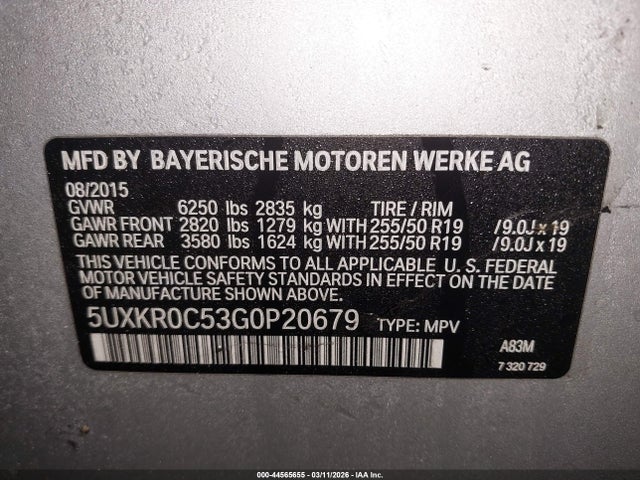 MFD BY BAYERISCHE MOTOREN WERKE AG
08/2015
GVWR 6250 lbs 2835 kg TIRE / RIM
GAWR FRONT 2820 lbs 1279 kg WITH 255/50 R19 /9.0J x 19
GAWR REAR 3580 lbs 1624 kg WITH 255/50 R19 /9.0J x 19
THIS VEHICLE CONFORMS TO ALL APPLICABLE U. S. FEDERAL
MOTOR VEHICLE SAFETY STANDARDS IN EFFECT ON THE DATE
OF MANUFACTURE SHOWN ABOVE.
5UXKR0C53G0P20679 TYPE: MPV
A83M
7 320 729
000-44565655 | 03/11/2026 | IAA Inc.